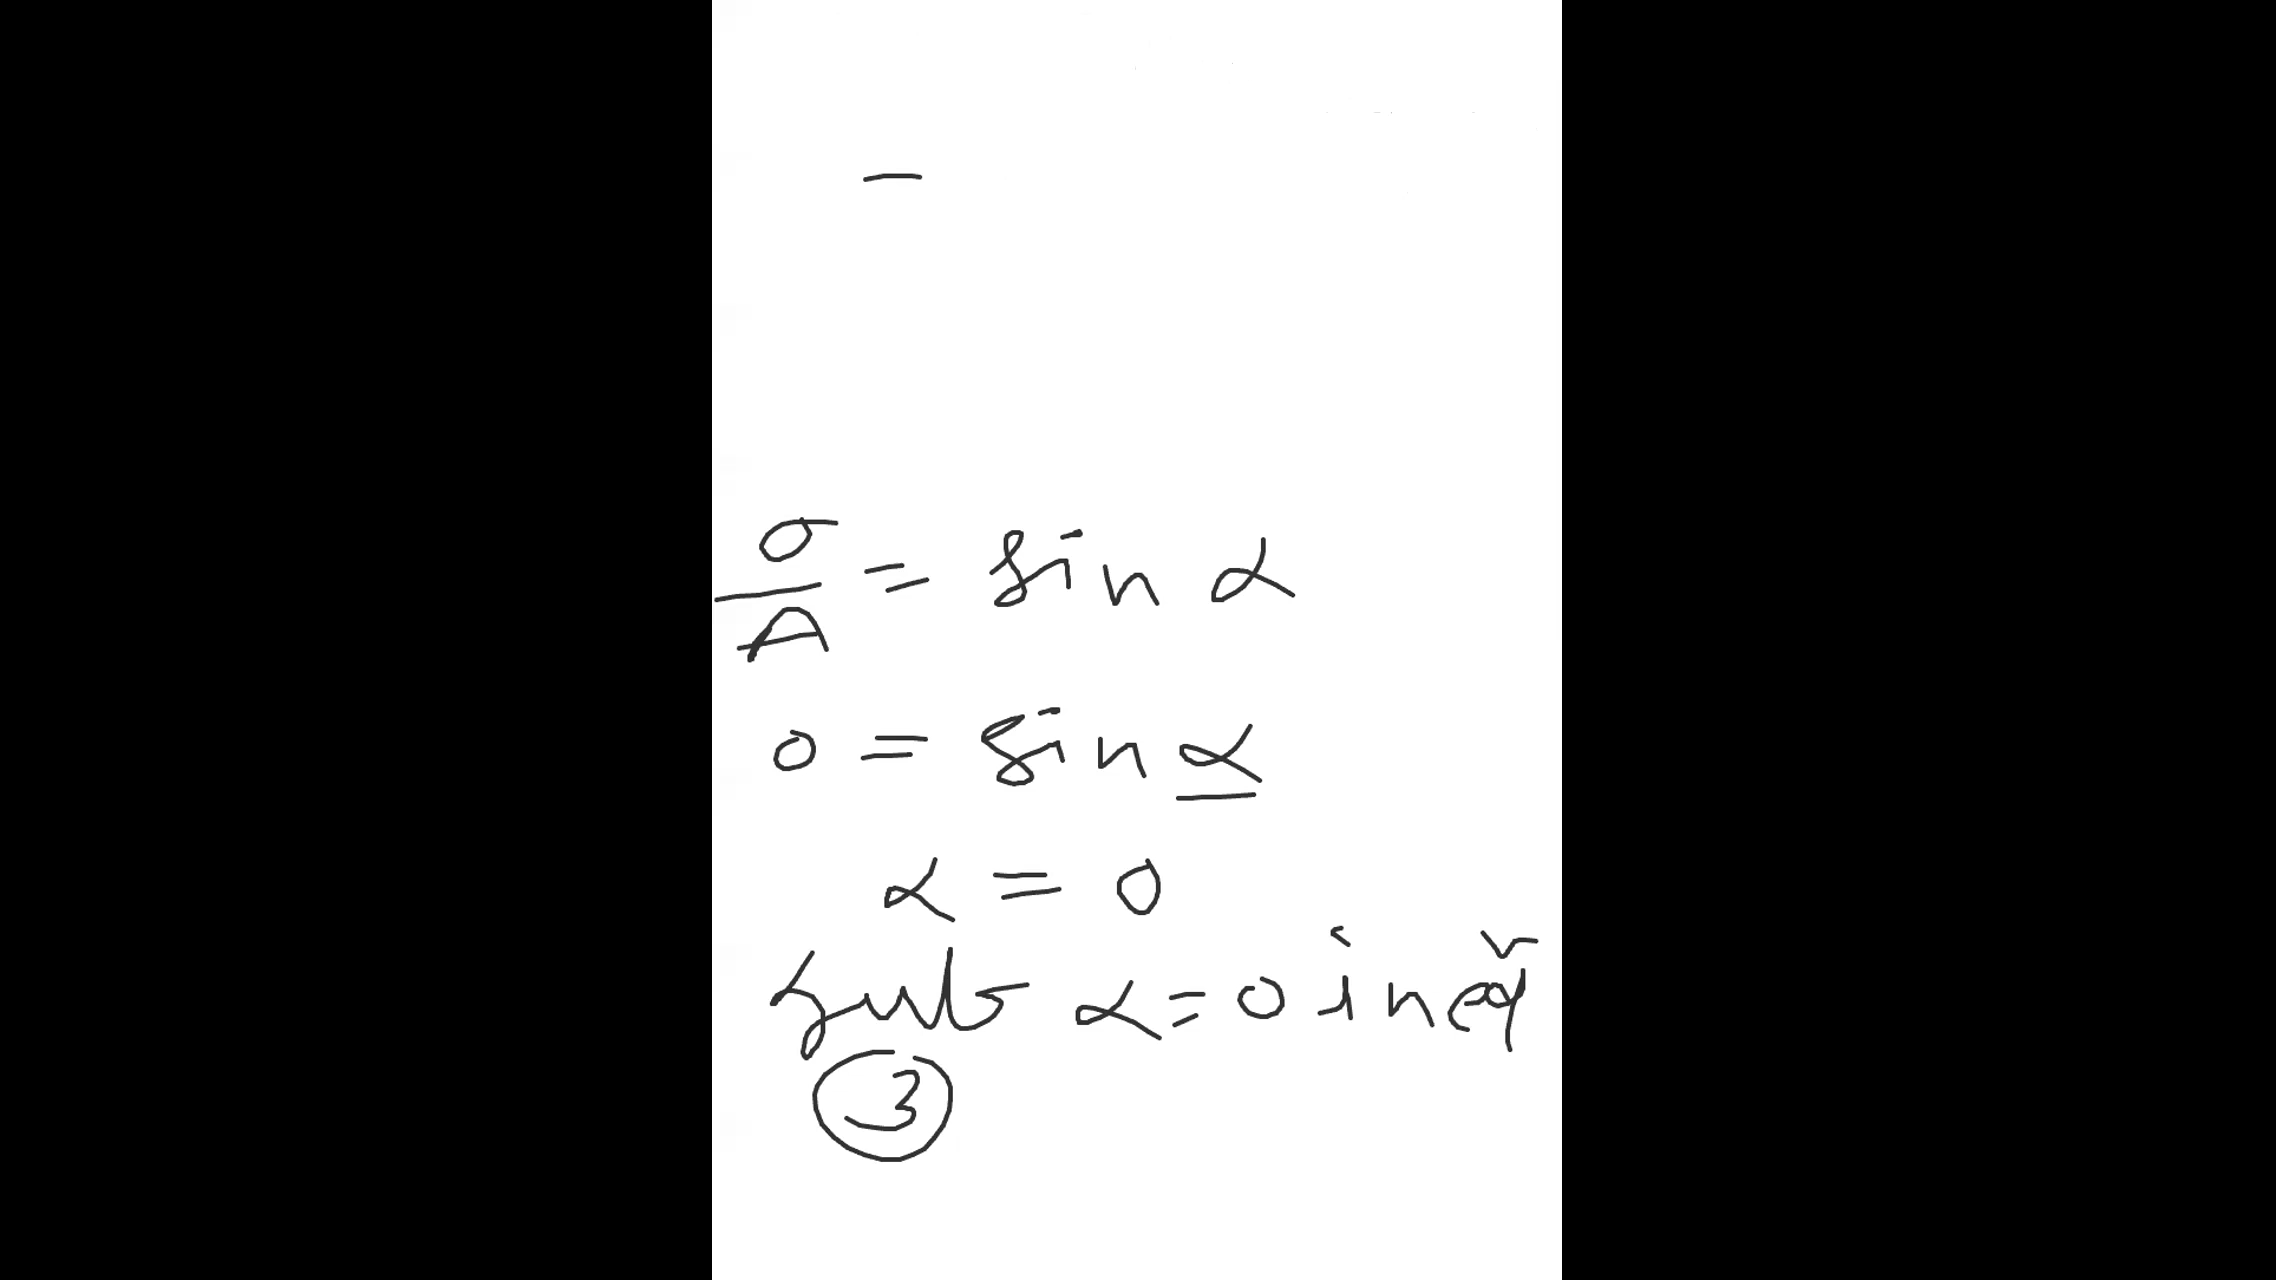 —
0/A = sin α
0 = sin α
α = 0
sub α = 0 in eq
③